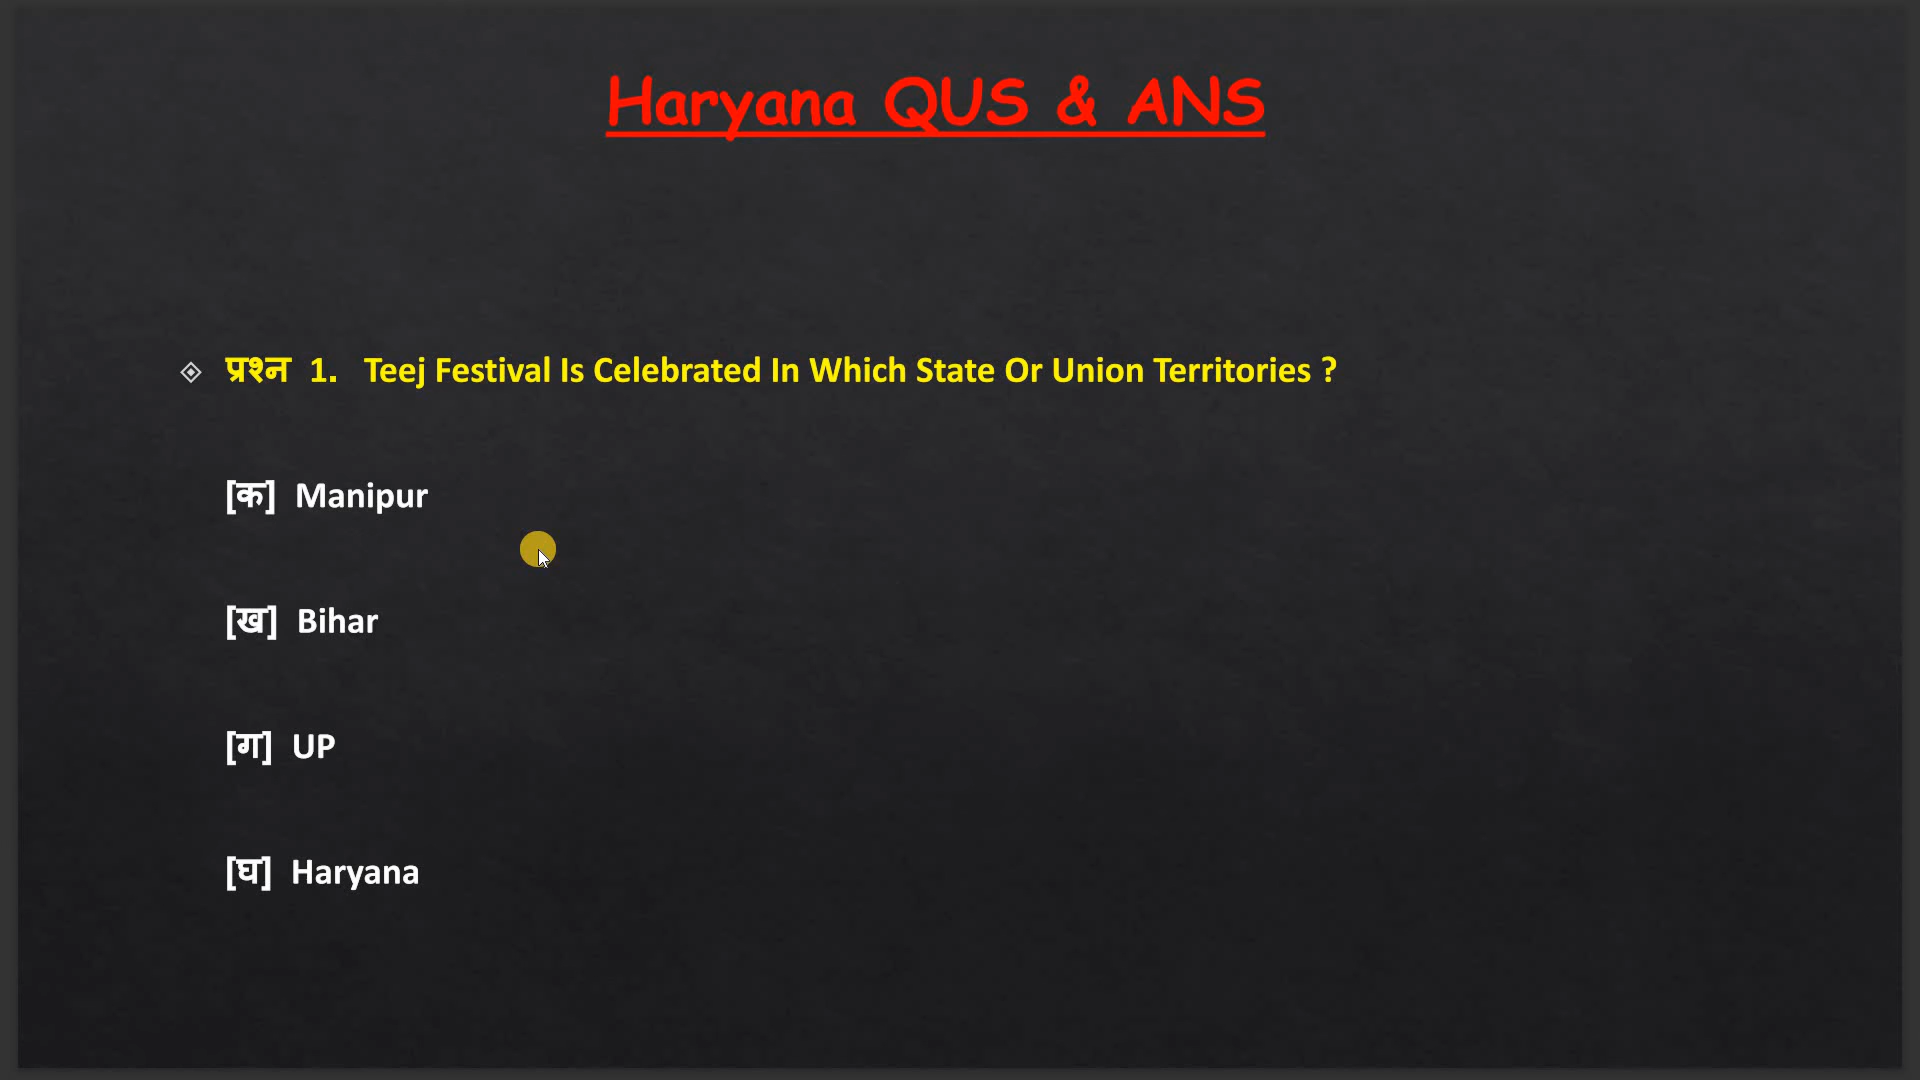 Haryana QUS & ANS
प्रश्न 1. Teej Festival Is Celebrated In Which State Or Union Territories ?
[क] Manipur
[ख] Bihar
[ग] UP
[घ] Haryana